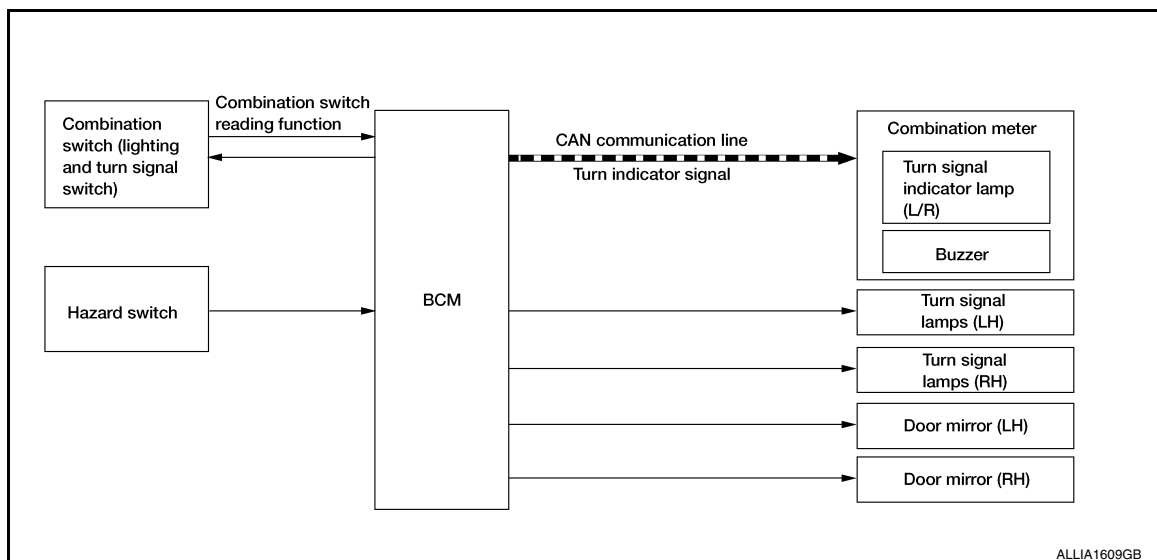 Combination switch
reading function
Combination
switch (lighting
and turn signal
switch)
Hazard switch
BCM
CAN communication line
Turn indicator signal
Combination meter
Turn signal
indicator lamp
(L/R)
Buzzer
Turn signal
lamps (LH)
Turn signal
lamps (RH)
Door mirror (LH)
Door mirror (RH)
ALLIA1609GB